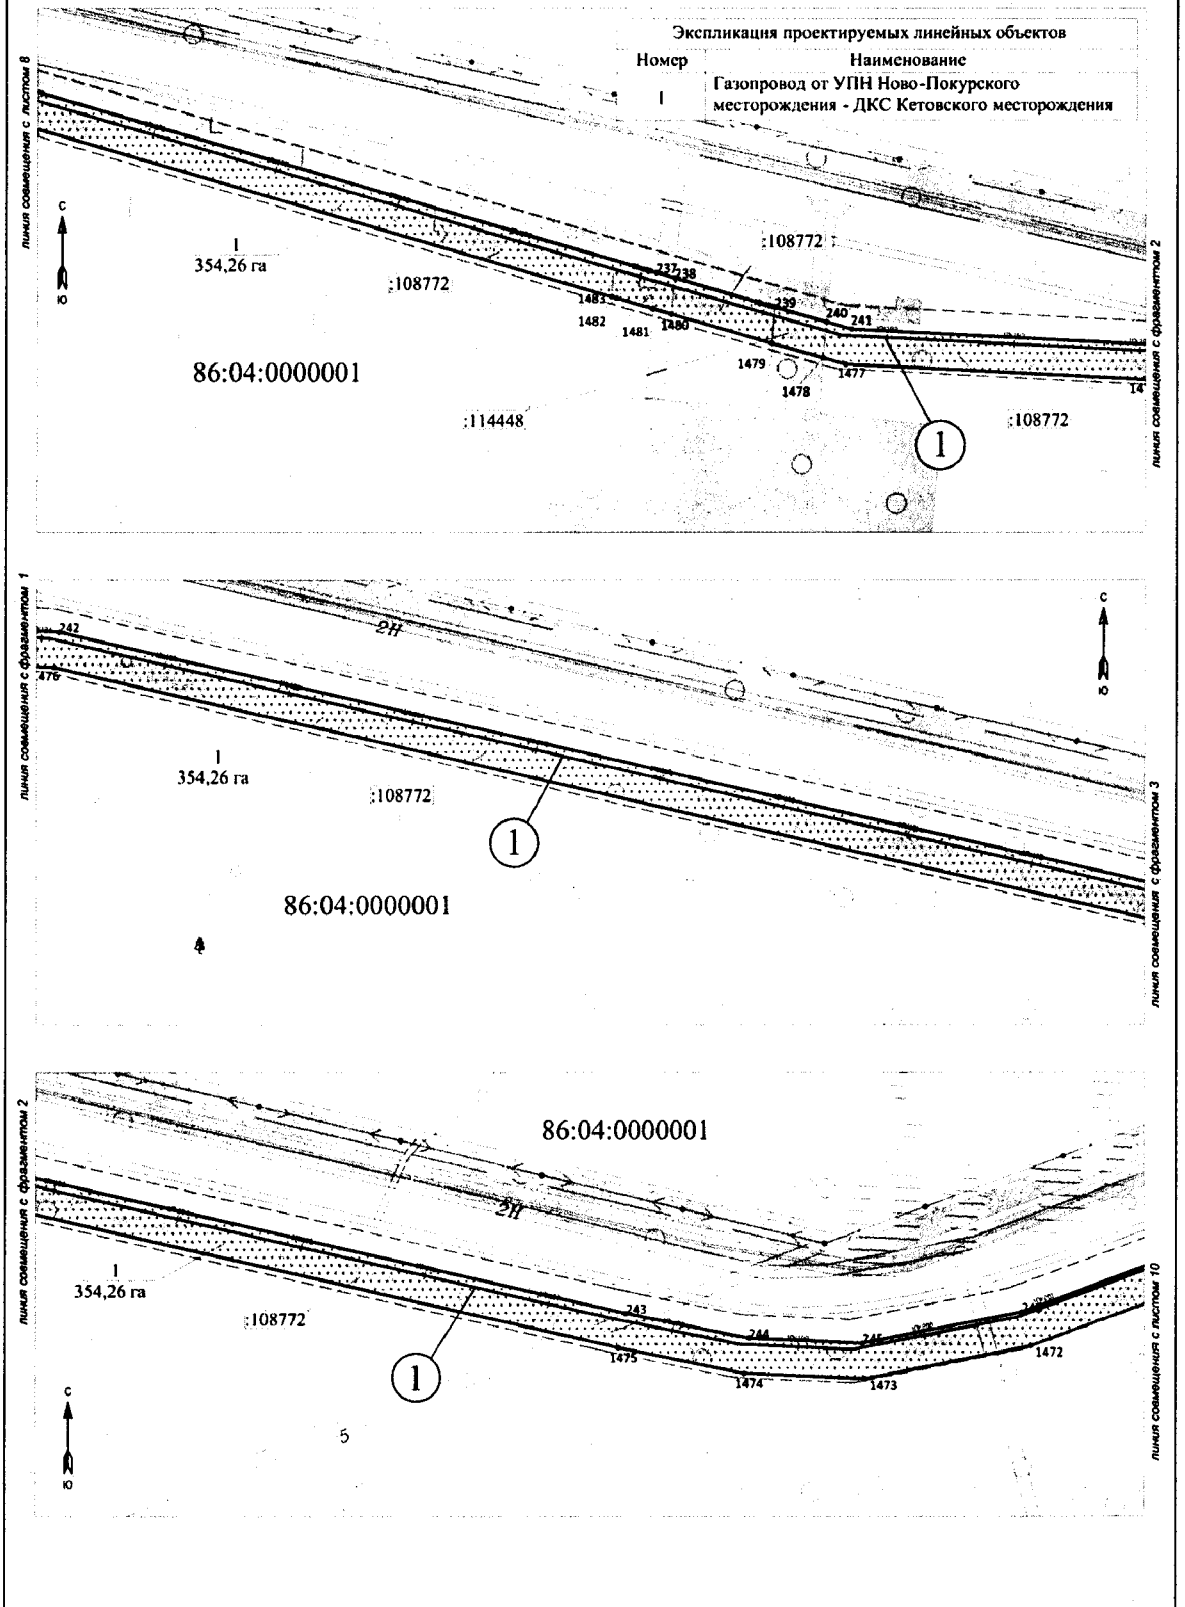 Экспликация проектируемых линейных объектов
Номер Наименование
1 Газопровод от УПН Ново-Покурского
месторождения - ДКС Кетовского месторождения
линия совмещения с листом 8
С
Ю
1
354,26 га
:108772
:108772
237
238
239
240
241
1483
1482
1481
1480
1479
1478
1477
14
86:04:0000001
:114448
:108772
1
линия совмещения с фрагментом 2
линия совмещения с фрагментом 1
242
476
2Н
С
Ю
1
354,26 га
:108772
1
86:04:0000001
линия совмещения с фрагментом 3
линия совмещения с фрагментом 2
86:04:0000001
2Н
1
354,26 га
:108772
243
244
1475
1474
1473
1472
1
С
Ю
5
линия совмещения с листом 10